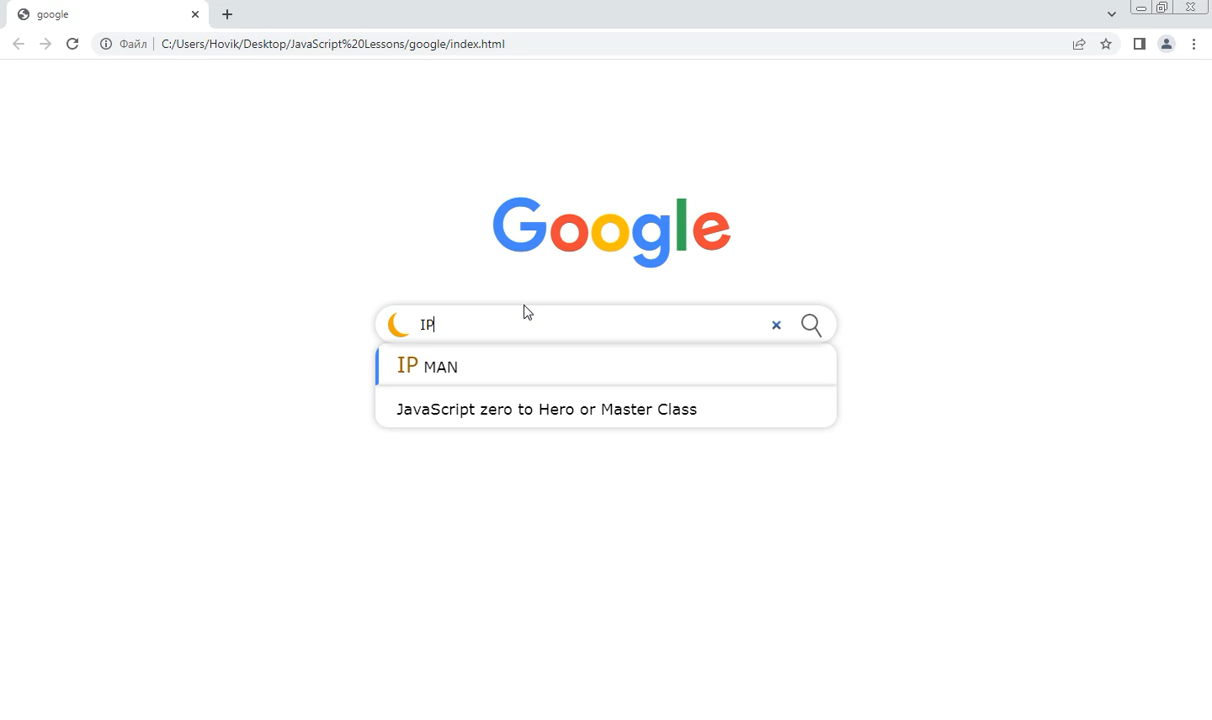 google
Файл C:/Users/Hovik/Desktop/JavaScript%20Lessons/google/index.html
Google
IP
IP MAN
JavaScript zero to Hero or Master Class